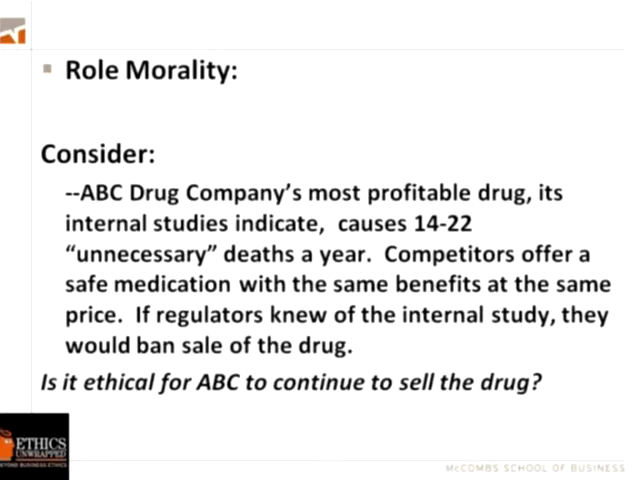 Role Morality:
Consider:
--ABC Drug Company’s most profitable drug, its
internal studies indicate,  causes 14-22
“unnecessary” deaths a year.  Competitors offer a
safe medication with the same benefits at the same
price.  If regulators knew of the internal study, they
would ban sale of the drug.
Is it ethical for ABC to continue to sell the drug?
ETHICS
UNWRAPPED
BEYOND BUSINESS ETHICS
McCOMBS SCHOOL OF BUSINESS